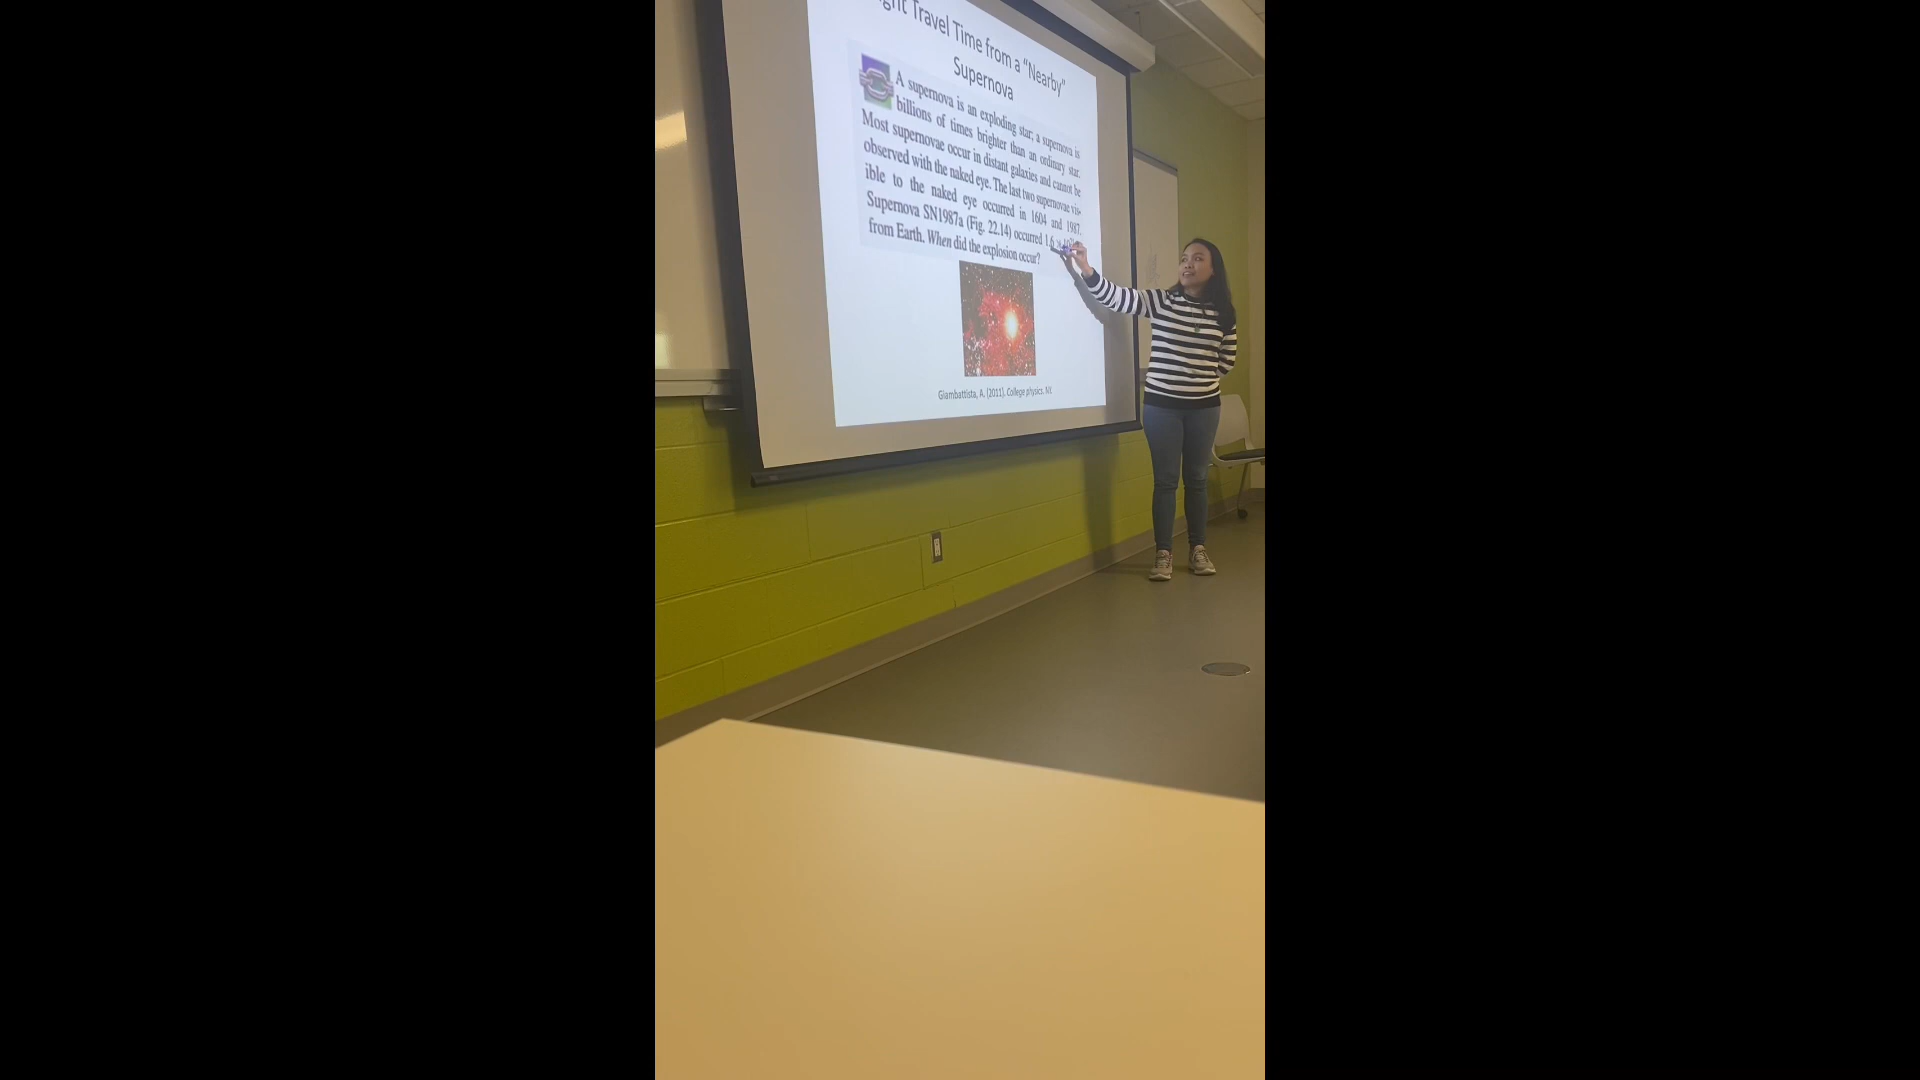 ght Travel Time from a “Nearby”
Supernova
A supernova is an exploding star; a supernova is
billions of times brighter than an ordinary star.
Most supernovae occur in distant galaxies and cannot be
observed with the naked eye. The last two supernovae vis-
ible to the naked eye occurred in 1604 and 1987.
Supernova SN1987a (Fig. 22.14) occurred 1.6
from Earth. When did the explosion occur?
Giambattista, A. (2011). College physics. NY.